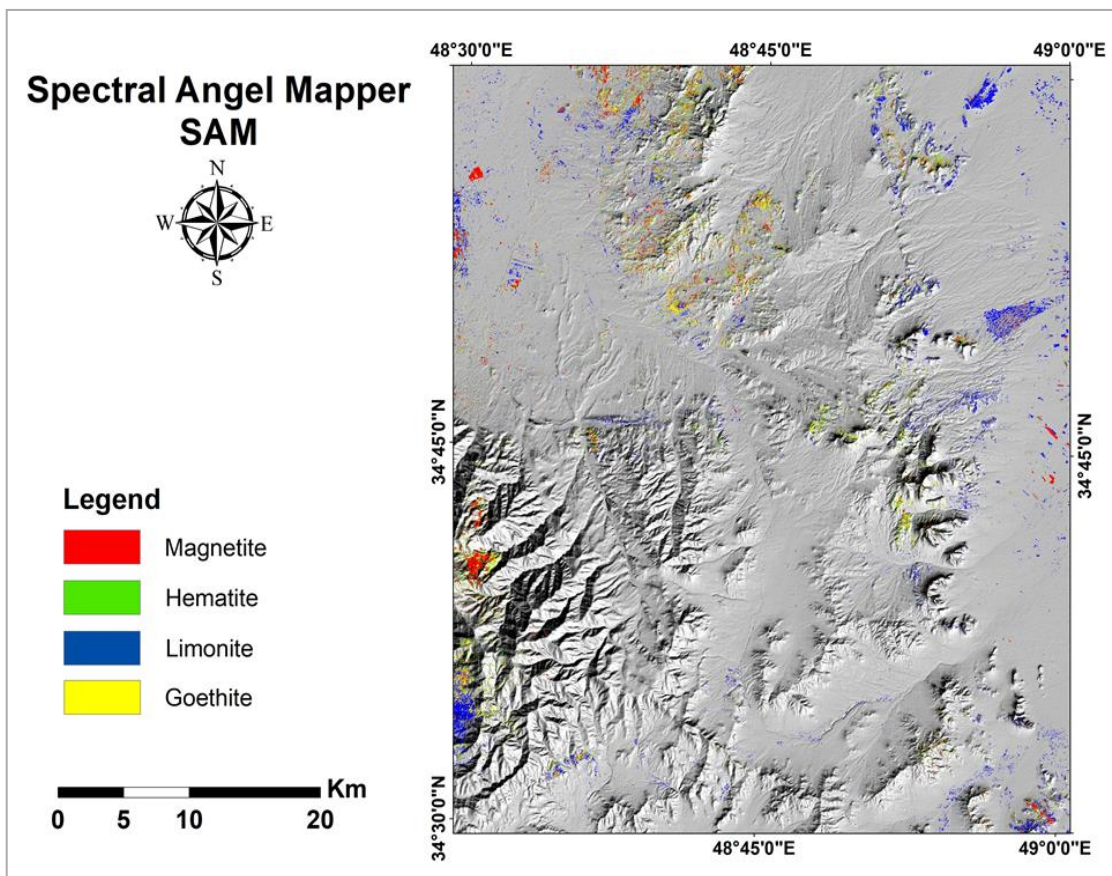 Spectral Angel Mapper
SAM
N
W E
S
Legend
Magnetite
Hematite
Limonite
Goethite
Km
0 5 10 20
48°30'0"E 48°45'0"E 49°0'0"E
34°45'0"N
34°45'0"N
34°30'0"N
48°45'0"E 49°0'0"E